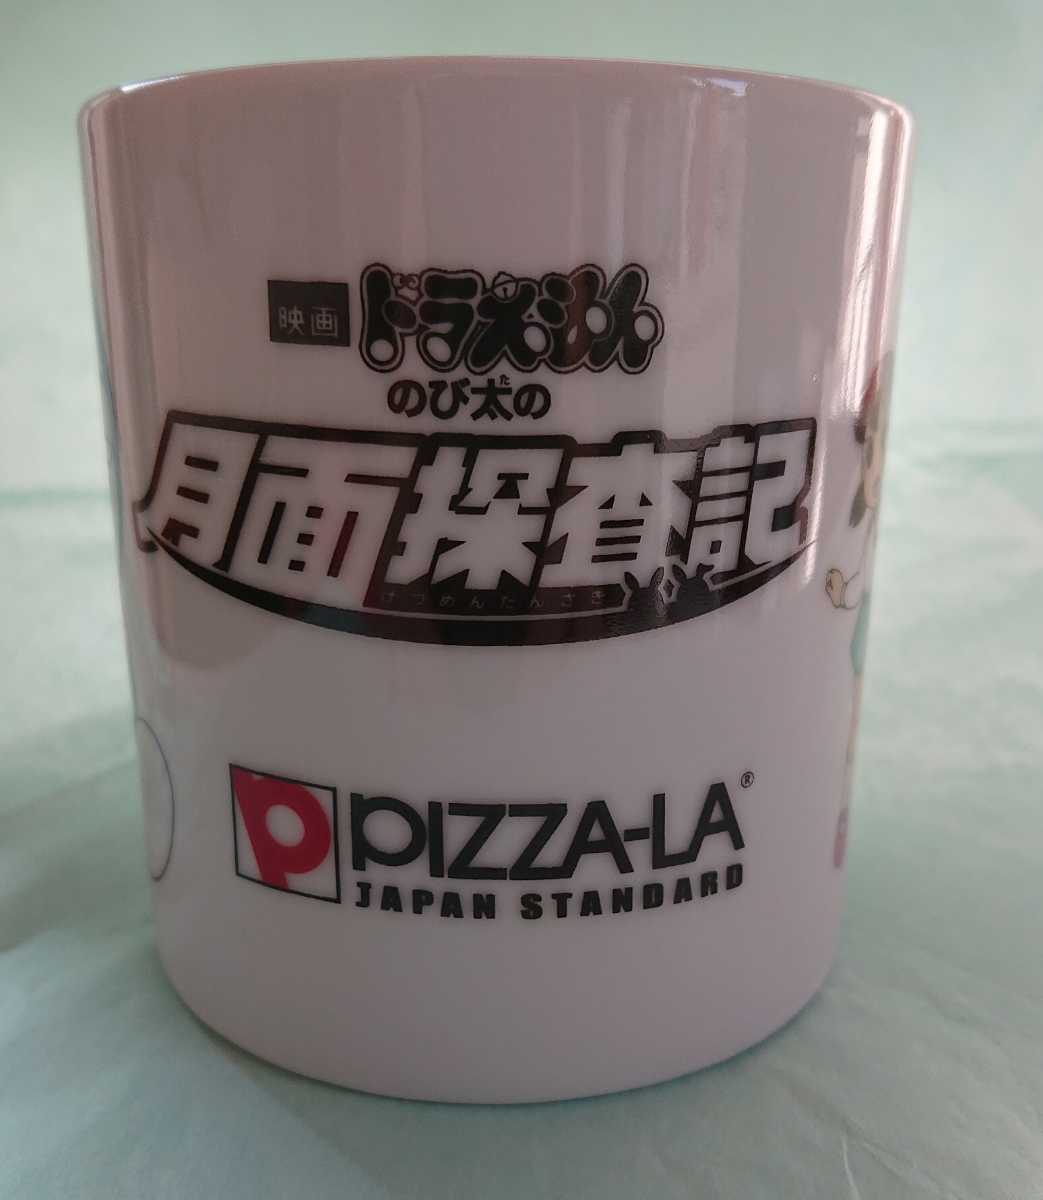 映画 ドラえもん
のび太の
た
月面探査記
げつめんたんさき
PIZZA-LA®
JAPAN STANDARD